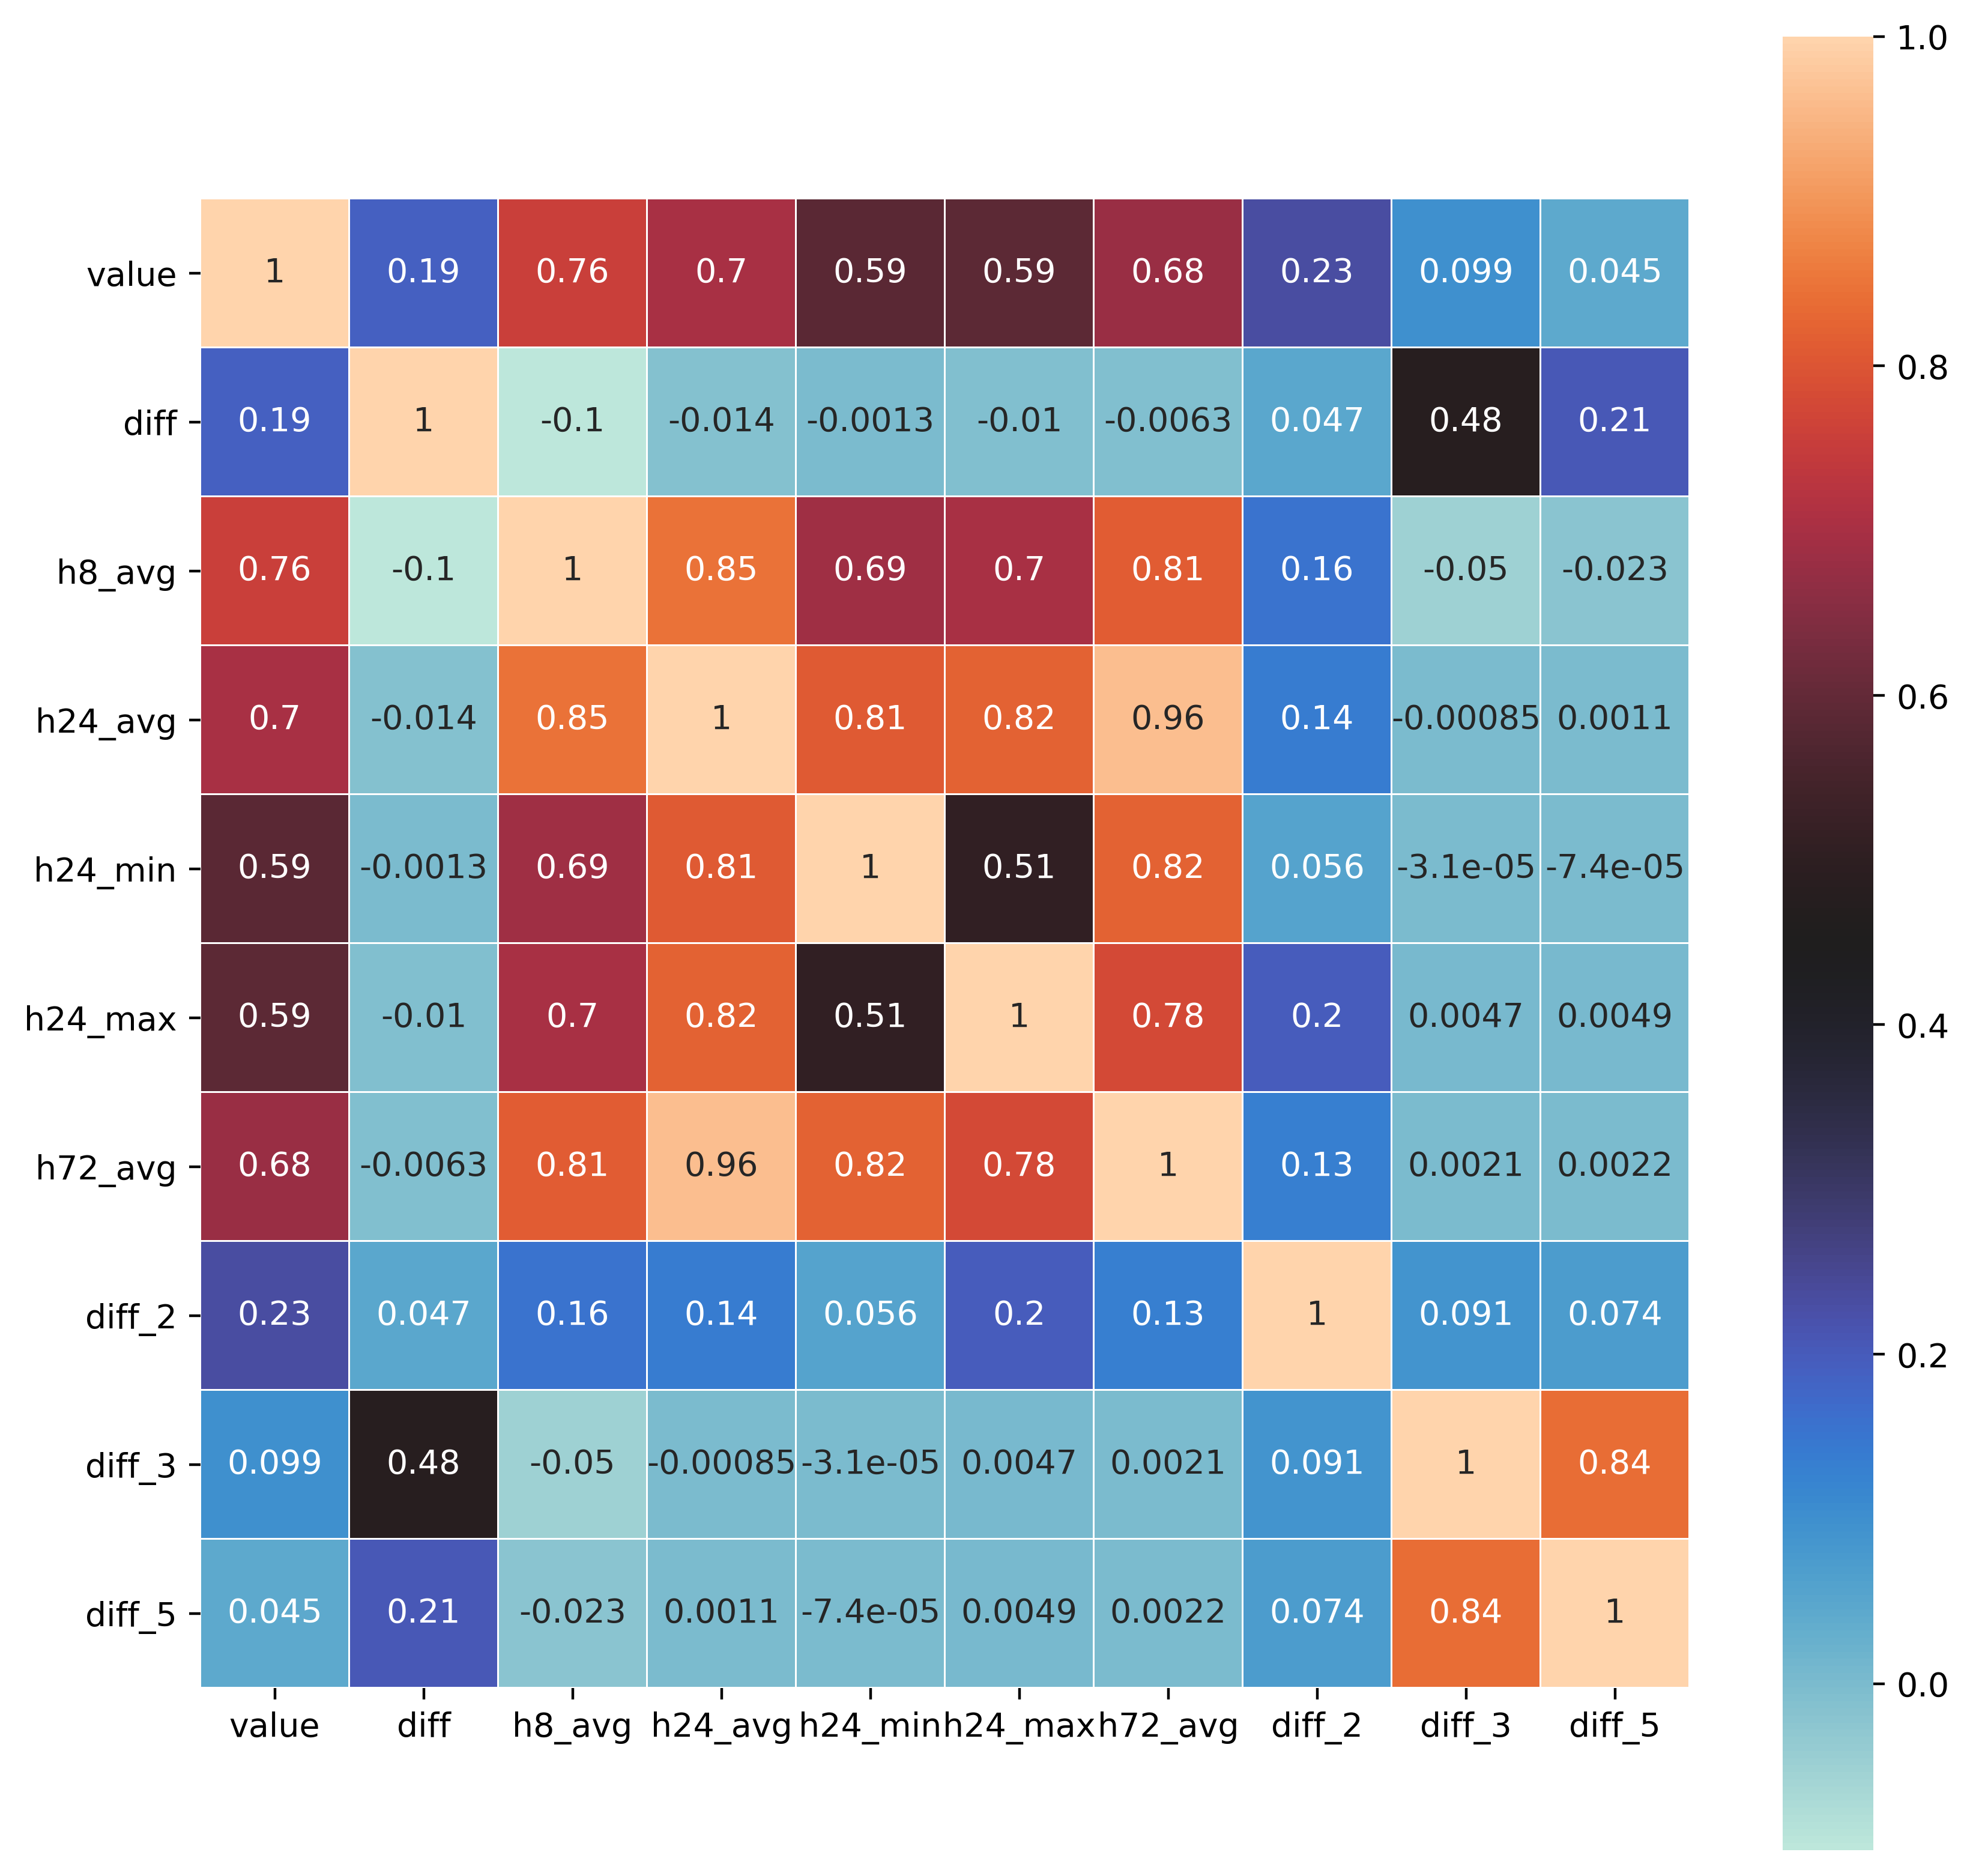 1.0
value 1 0.19 0.76 0.7 0.59 0.59 0.68 0.23 0.099 0.045
diff 0.19 1 -0.1 -0.014 -0.0013 -0.01 -0.0063 0.047 0.48 0.21
0.8
h8_avg 0.76 -0.1 1 0.85 0.69 0.7 0.81 0.16 -0.05 -0.023
h24_avg 0.7 -0.014 0.85 1 0.81 0.82 0.96 0.14 -0.00085 0.0011
0.6
h24_min 0.59 -0.0013 0.69 0.81 1 0.51 0.82 0.056 -3.1e-05 -7.4e-05
h24_max 0.59 -0.01 0.7 0.82 0.51 1 0.78 0.2 0.0047 0.0049
0.4
h72_avg 0.68 -0.0063 0.81 0.96 0.82 0.78 1 0.13 0.0021 0.0022
diff_2 0.23 0.047 0.16 0.14 0.056 0.2 0.13 1 0.091 0.074
0.2
diff_3 0.099 0.48 -0.05 -0.00085 -3.1e-05 0.0047 0.0021 0.091 1 0.84
diff_5 0.045 0.21 -0.023 0.0011 -7.4e-05 0.0049 0.0022 0.074 0.84 1
0.0
value diff h8_avg h24_avg h24_min h24_max h72_avg diff_2 diff_3 diff_5